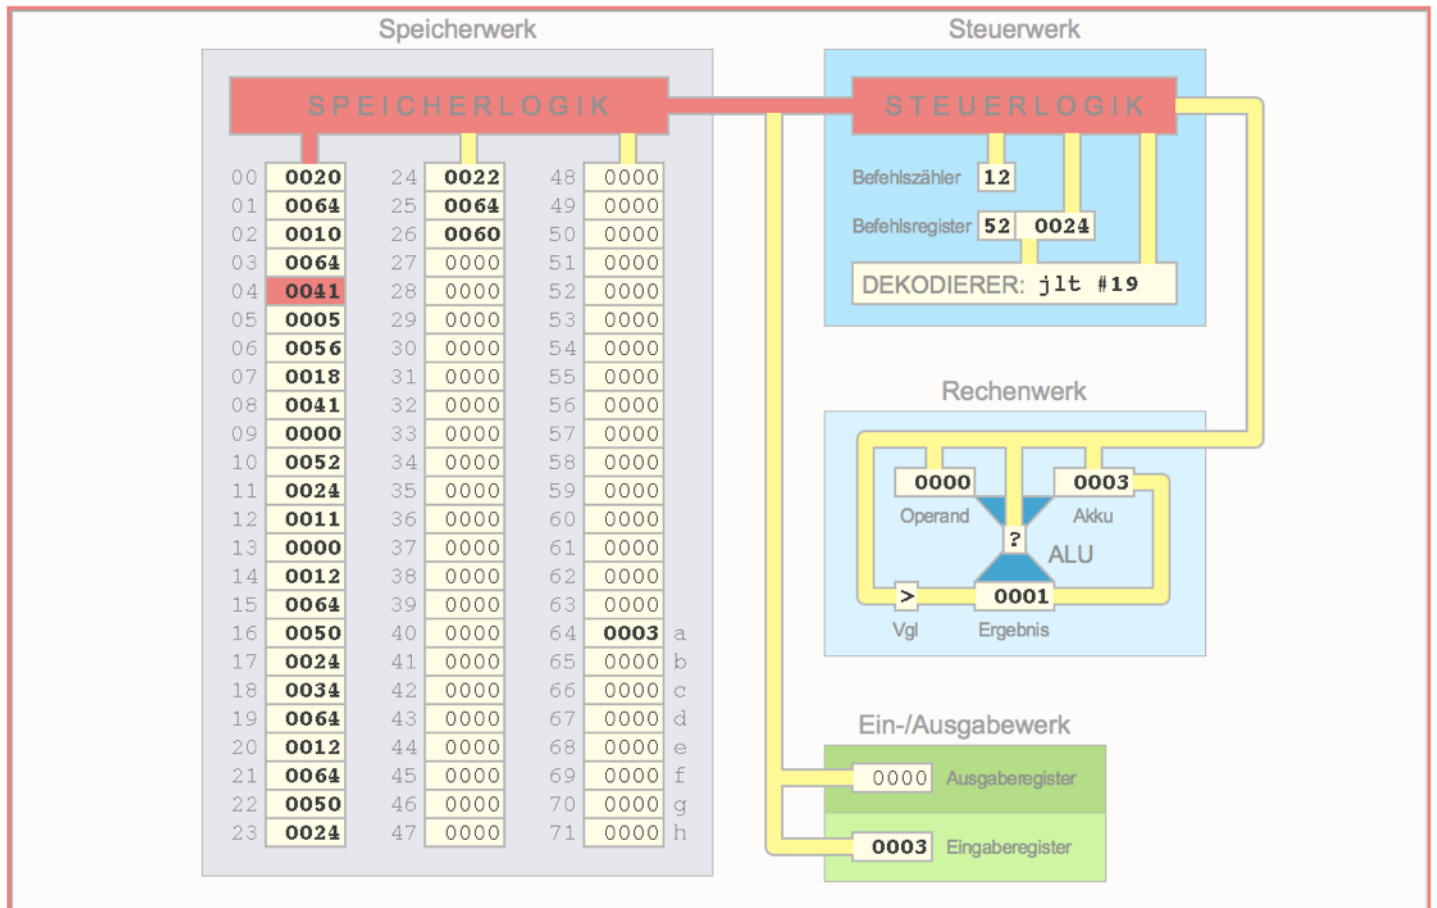 Speicherwerk Steuerwerk
SPEICHERLOGIK STEUERLOGIK
00 0020 24 0022 48 0000 Befehlszähler 12
01 0064 25 0064 49 0000
02 0010 26 0060 50 0000 Befehlsregister 52 0024
03 0064 27 0000 51 0000
04 0041 28 0000 52 0000 DEKODIERER: jlt #19
05 0005 29 0000 53 0000
06 0056 30 0000 54 0000
07 0018 31 0000 55 0000 Rechenwerk
08 0041 32 0000 56 0000
09 0000 33 0000 57 0000
10 0052 34 0000 58 0000
11 0024 35 0000 59 0000 0000 0003
12 0011 36 0000 60 0000 Operand Akku
13 0000 37 0000 61 0000 ? ALU
14 0012 38 0000 62 0000
15 0064 39 0000 63 0000 > 0001
16 0050 40 0000 64 0003 a Vgl Ergebnis
17 0024 41 0000 65 0000 b
18 0034 42 0000 66 0000 c
19 0064 43 0000 67 0000 d Ein-/Ausgabewerk
20 0012 44 0000 68 0000 e
21 0064 45 0000 69 0000 f 0000 Ausgaberegister
22 0050 46 0000 70 0000 g
23 0024 47 0000 71 0000 h 0003 Eingaberegister